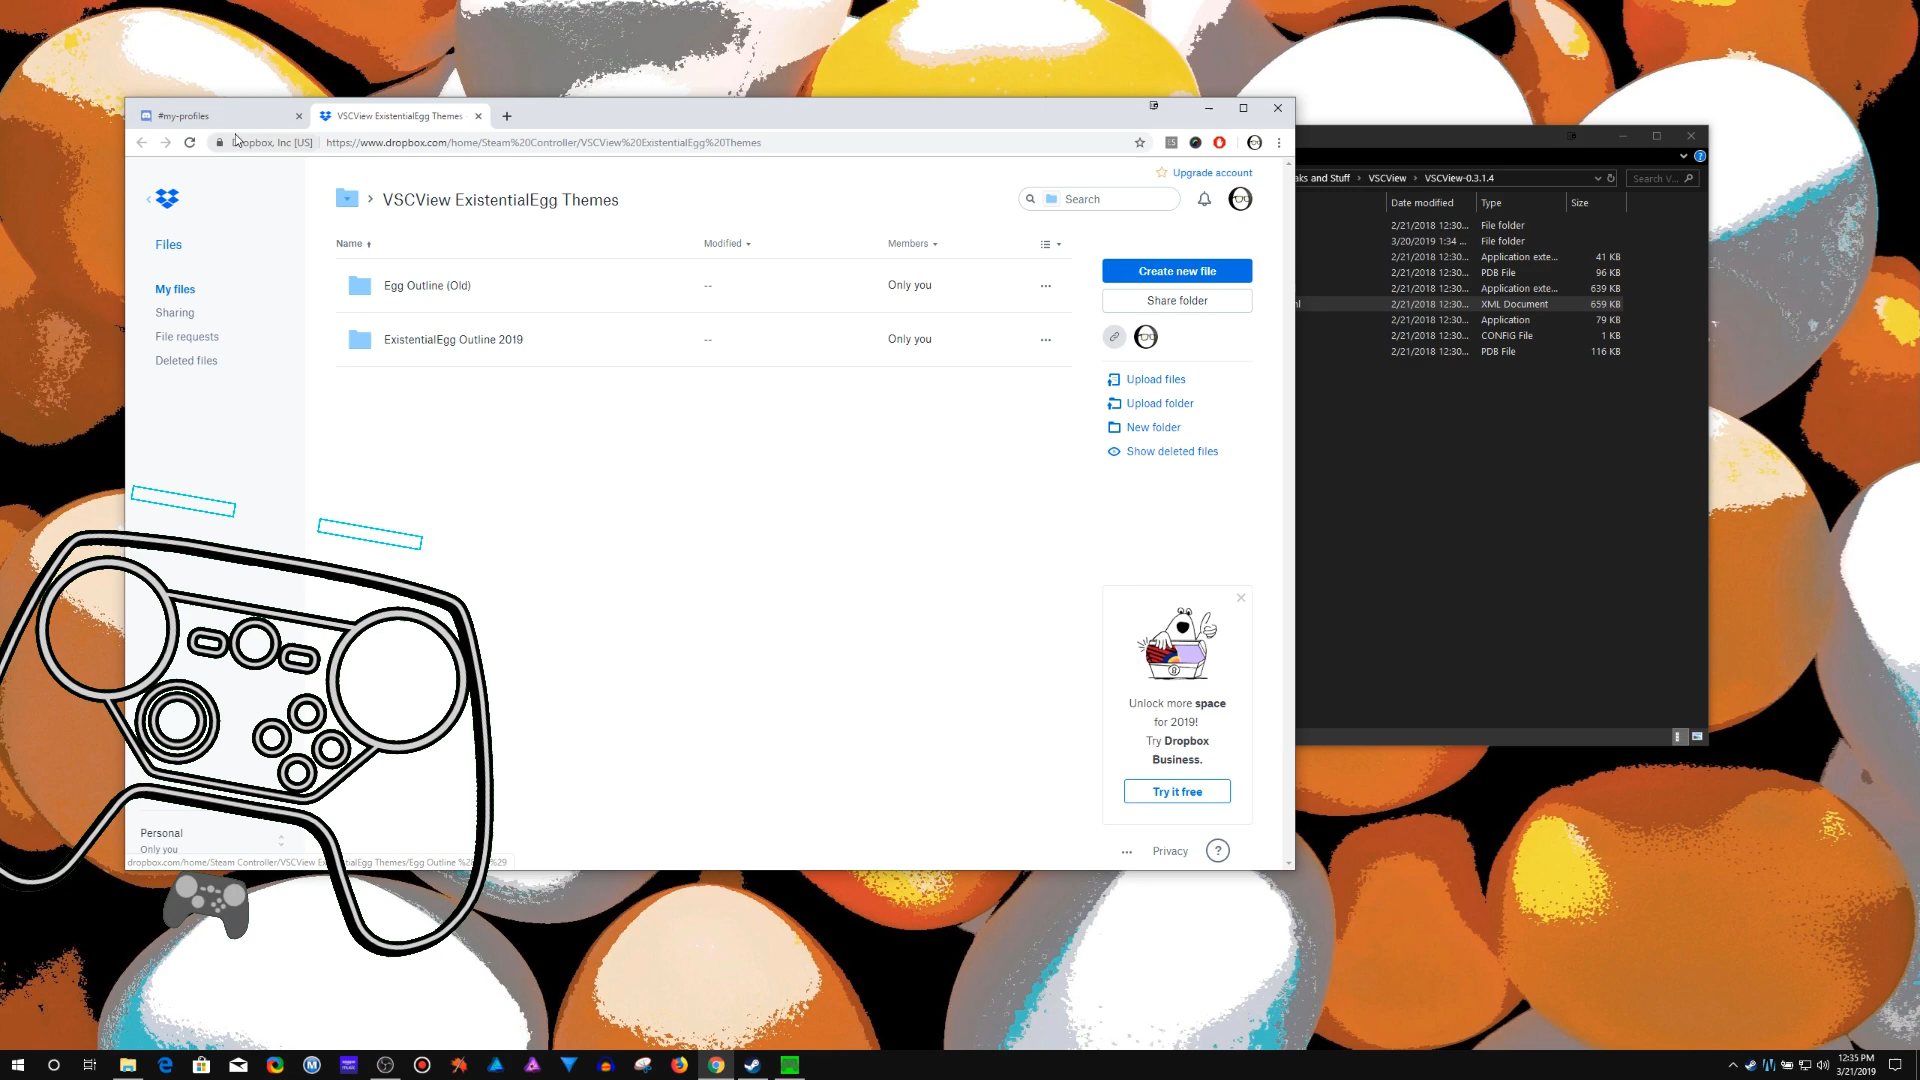 #my-profiles
VSCView ExistentialEgg Themes
Dropbox, Inc [US]
https://www.dropbox.com/home/Steam%20Controller/VSCView%20ExistentialEgg%20Themes
Upgrade account
VSCView ExistentialEgg Themes
Search
Files
My files
Sharing
File requests
Deleted files
Name
Modified
Members
Egg Outline (Old)
--
Only you
ExistentialEgg Outline 2019
--
Only you
Create new file
Share folder
Upload files
Upload folder
New folder
Show deleted files
Unlock more space
for 2019!
Try Dropbox
Business.
Try it free
Privacy
?
Personal
Only you
aks and Stuff > VSCView > VSCView-0.3.1.4
Search V...
Date modified Type Size
2/21/2018 12:30... File folder
3/20/2019 1:34 ... File folder
2/21/2018 12:30... Application exte... 41 KB
2/21/2018 12:30... PDB File 96 KB
2/21/2018 12:30... Application exte... 639 KB
2/21/2018 12:30... XML Document 659 KB
2/21/2018 12:30... Application 79 KB
2/21/2018 12:30... CONFIG File 1 KB
2/21/2018 12:30... PDB File 116 KB
12:35 PM
3/21/2019